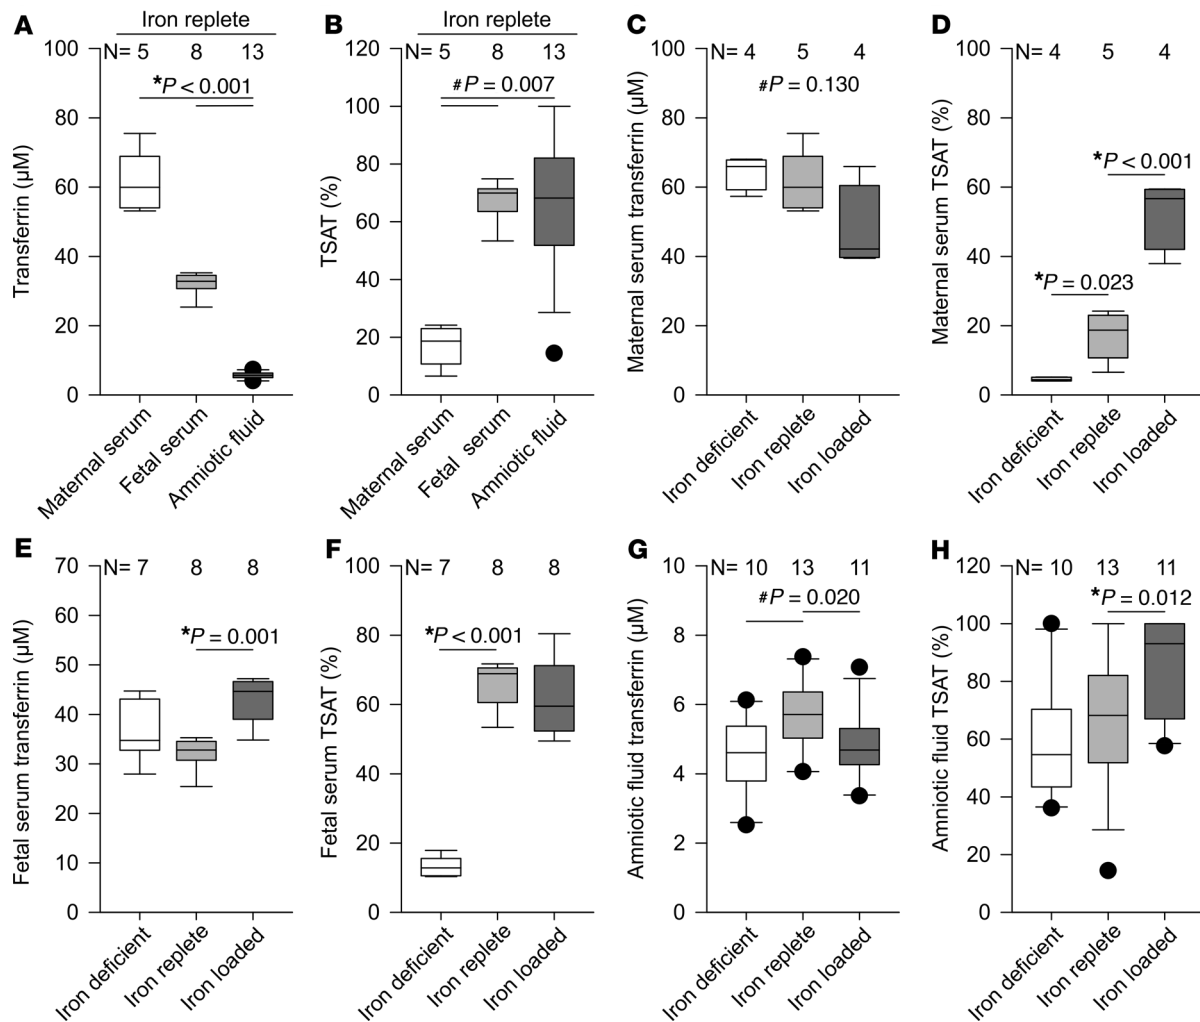 A
Iron replete
N= 5 8 13
*P < 0.001
Transferrin (μM)
100
80
60
40
20
0
Maternal serum
Fetal serum
Amniotic fluid
B
Iron replete
N= 5 8 13
#P = 0.007
TSAT (%)
120
100
80
60
40
20
0
Maternal serum
Fetal serum
Amniotic fluid
C
N= 4 5 4
#P = 0.130
Maternal serum transferrin (μM)
100
80
60
40
20
0
Iron deficient
Iron replete
Iron loaded
D
N= 4 5 4
*P < 0.001
*P = 0.023
Maternal serum TSAT (%)
100
80
60
40
20
0
Iron deficient
Iron replete
Iron loaded
E
N= 7 8 8
*P = 0.001
Fetal serum transferrin (μM)
70
60
50
40
30
20
10
0
Iron deficient
Iron replete
Iron loaded
F
N= 7 8 8
*P < 0.001
Fetal serum TSAT (%)
100
80
60
40
20
0
Iron deficient
Iron replete
Iron loaded
G
N= 10 13 11
#P = 0.020
Amniotic fluid transferrin (μM)
10
8
6
4
2
0
Iron deficient
Iron replete
Iron loaded
H
N= 10 13 11
*P = 0.012
Amniotic fluid TSAT (%)
120
100
80
60
40
20
0
Iron deficient
Iron replete
Iron loaded